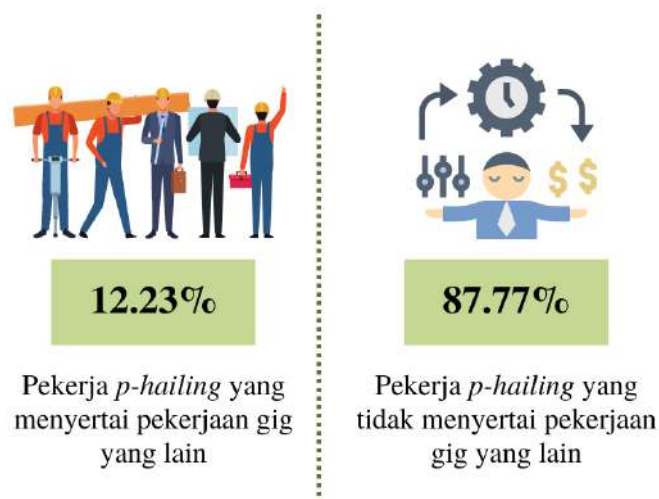 12.23%
Pekerja p-hailing yang
menyertai pekerjaan gig
yang lain
87.77%
Pekerja p-hailing yang
tidak menyertai pekerjaan
gig yang lain